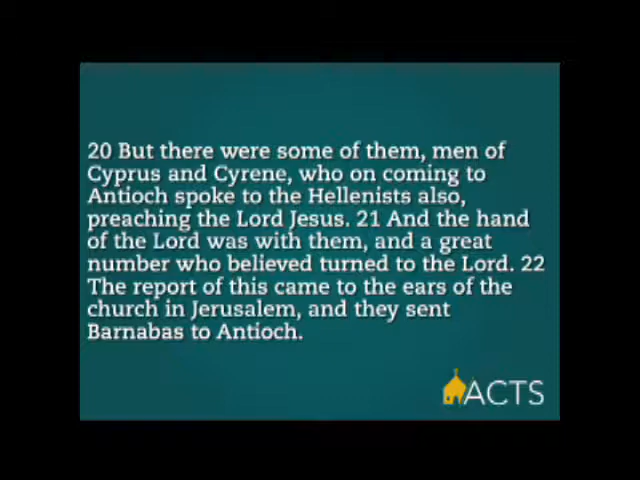 20 But there were some of them, men of
Cyprus and Cyrene, who on coming to
Antioch spoke to the Hellenists also,
preaching the Lord Jesus. 21 And the hand
of the Lord was with them, and a great
number who believed turned to the Lord. 22
The report of this came to the ears of the
church in Jerusalem, and they sent
Barnabas to Antioch.
ACTS